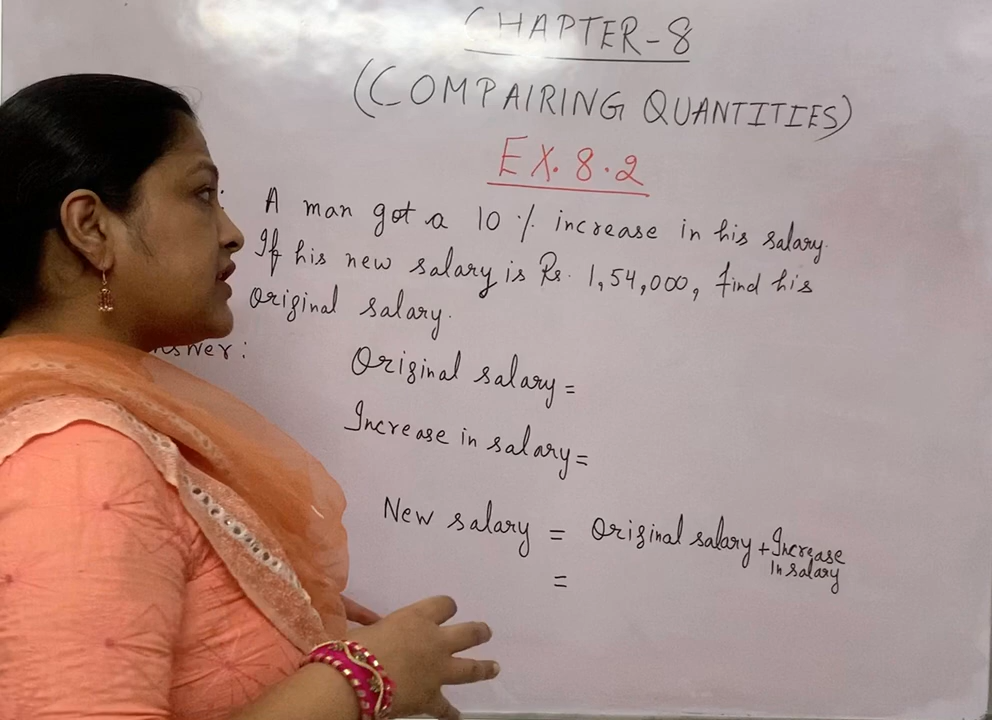 CHAPTER-8
(COMPAIRING QUANTITIES)
EX. 8.2
A man got a 10 % increase in his salary.
If his new salary is Rs. 1,54,000, find his
Original salary.
nswer:
Original salary =
Increase in salary =
New salary = Original salary + Increase
in salary
=